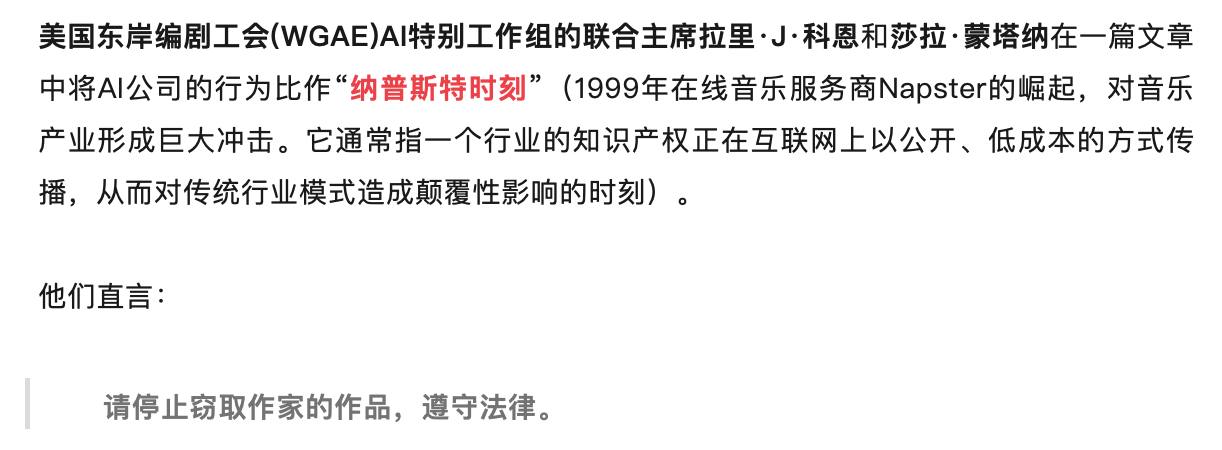 美国东岸编剧工会(WGAE)AI特别工作组的联合主席拉里·J·科恩和莎拉·蒙塔纳在一篇文章
中将AI公司的行为比作“纳普斯特时刻”（1999年在线音乐服务商Napster的崛起，对音乐
产业形成巨大冲击。它通常指一个行业的知识产权正在互联网上以公开、低成本的方式传
播，从而对传统行业模式造成颠覆性影响的时刻）。
他们直言：
请停止窃取作家的作品，遵守法律。